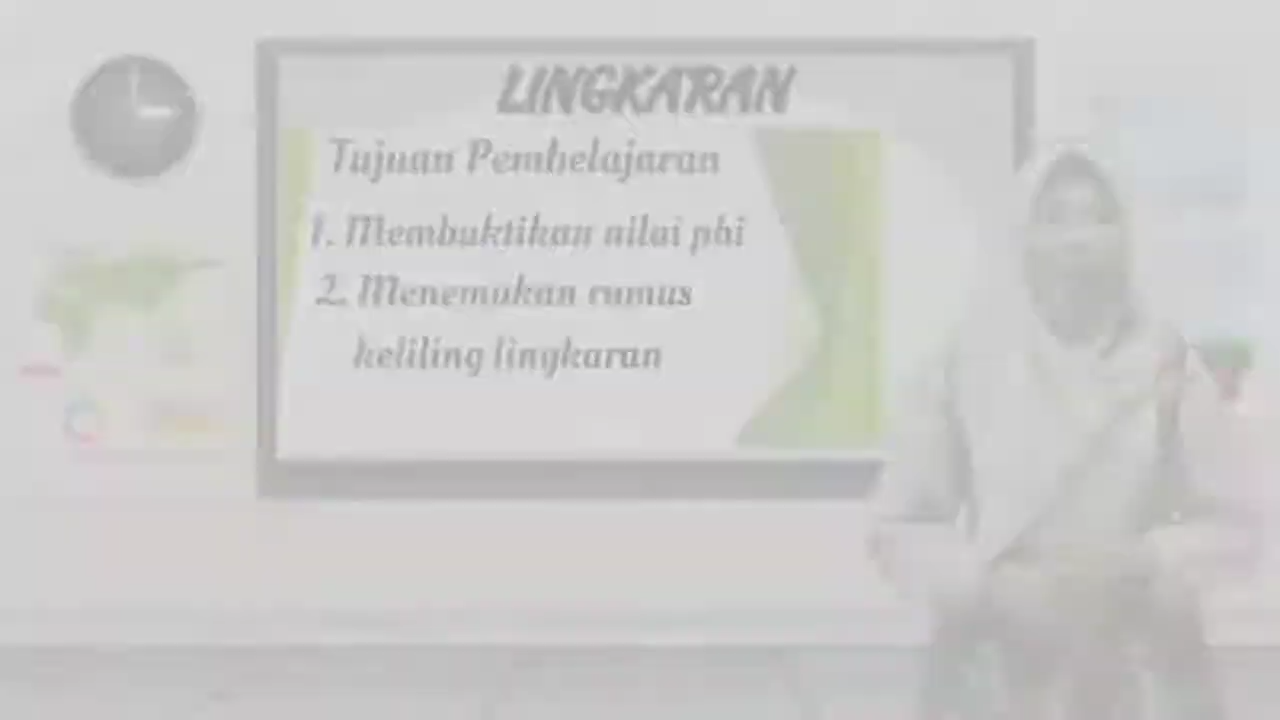 LINGKARAN
Tujuan Pembelajaran
1. Membuktikan nilai phi
2. Menemukan rumus
keliling lingkaran